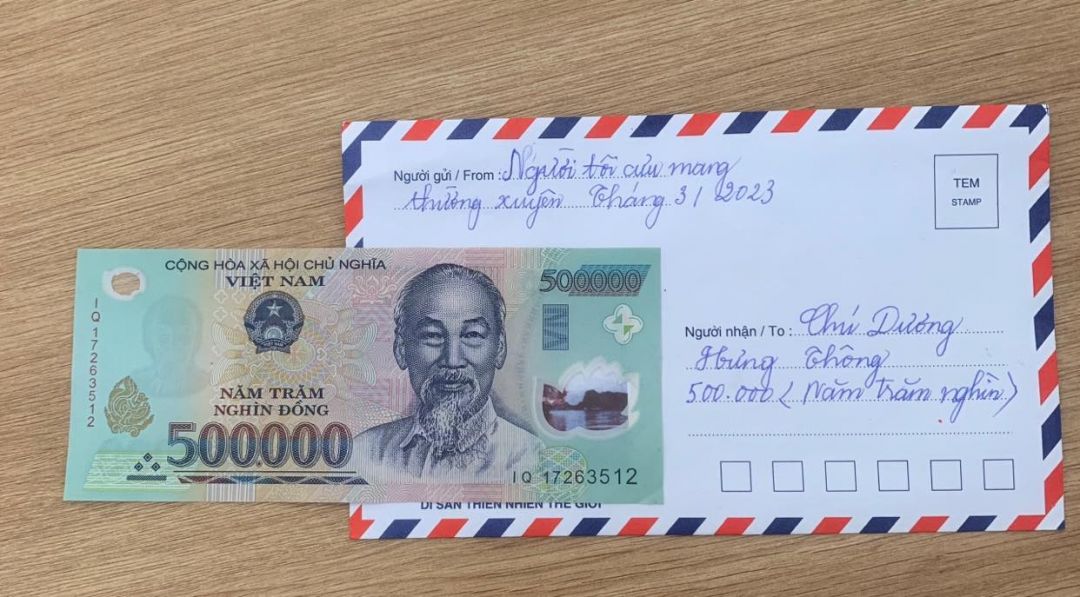 Người gửi / From : Người tôi cưu mang
thường xuyên Tháng 3/ 2023
TEM
STAMP
CỘNG HÒA XÃ HỘI CHỦ NGHĨA
VIỆT NAM
500000
IQ 17263512
NĂM TRĂM
NGHÌN ĐỒNG
500000
IQ 17263512
Người nhận / To : Chú Dương
Hưng Thông
500.000 (Năm trăm nghìn)
DI SẢN THIÊN NHIÊN THẾ GIỚI